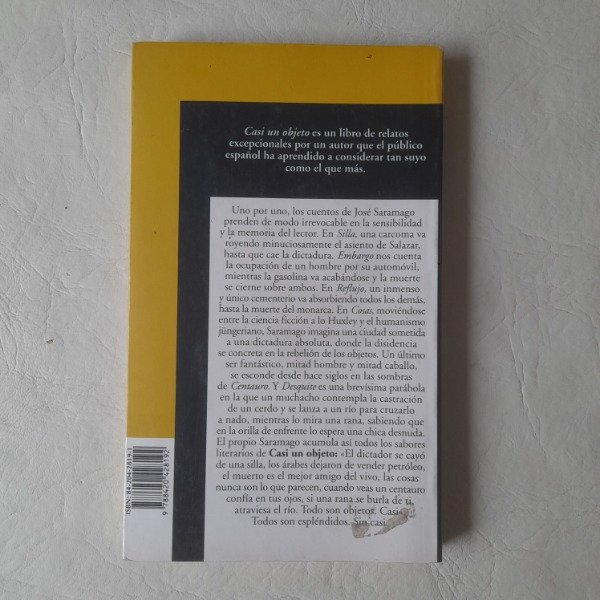 Casi un objeto es un libro de relatos
excepcionales por un autor que el público
español ha aprendido a considerar tan suyo
como el que más.
Uno por uno, los cuentos de José Saramago
prenden de modo irrevocable en la sensibilidad
y la memoria del lector. En Silla, una carcoma va
royendo minuciosamente el asiento de Salazar,
hasta que cae la dictadura. Embargo nos cuenta
la ocupación de un hombre por su automóvil,
mientras la gasolina va acabándose y la muerte
se cierne sobre ambos. En Reflujo, un inmenso
y único cementerio va absorbiendo todos los demás,
hasta la muerte del monarca. En Cosas, moviéndose
entre la ciencia ficción a lo Huxley y el humanismo
jüngeriano, Saramago imagina una ciudad sometida
a una dictadura absoluta, donde la disidencia
se concreta en la rebelión de los objetos. Un último
ser fantástico, mitad hombre y mitad caballo,
se esconde desde hace siglos en las sombras
de Centauro. Y Desquite es una brevísima parábola
en la que un muchacho contempla la castración
de un cerdo y se lanza a un río para cruzarlo
a nado, mientras lo mira una rana, sabiendo que
en la orilla de enfrente lo espera una chica desnuda.
El propio Saramago acumula así todos los sabores
literarios de Casi un objeto: «El dictador se cayó
de una silla, los árabes dejaron de vender petróleo,
el muerto es el mejor amigo del vivo, las cosas
nunca son lo que parecen, cuando veas un centauro
confía en tus ojos, si una rana se burla de ti,
atraviesa el río. Todo son objetos. Casi
Todos son espléndidos. Sin casi
9 788420 428192